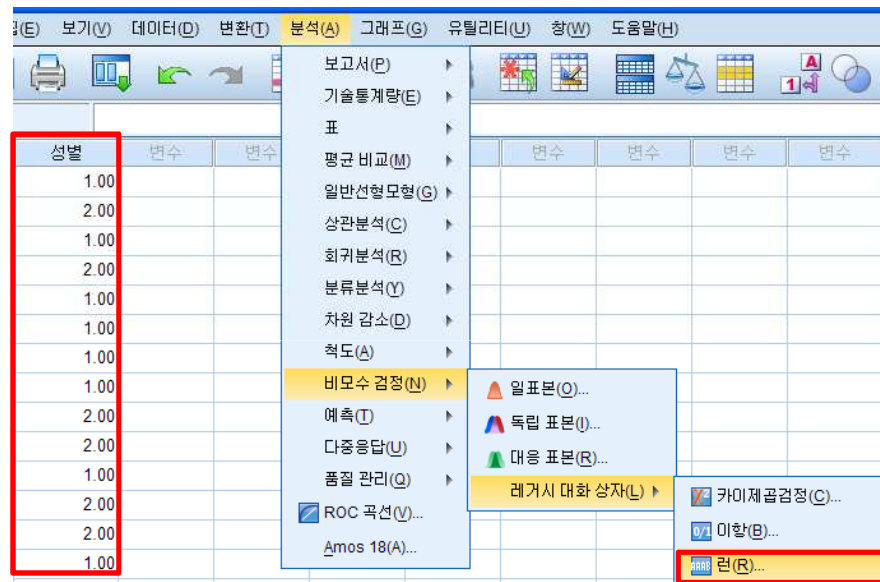 집(E) 보기(V) 데이터(D) 변환(T) 분석(A) 그래프(G) 유틸리티(U) 창(W) 도움말(H)
보고서(P)
기술통계량(E)
표
평균 비교(M)
일반선형모형(G)
상관분석(C)
회귀분석(R)
분류분석(Y)
차원 감소(D)
척도(A)
비모수 검정(N)
예측(T)
다중응답(U)
품질 관리(Q)
ROC 곡선(V)...
Amos 18(A)...
일표본(O)...
독립 표본(I)...
대응 표본(R)...
레거시 대화 상자(L)
카이제곱검정(C)...
0/1 이항(B)...
AAAB 런(R)...
A
1
성별 변수 변수 변수 변수 변수 변수
1.00
2.00
1.00
2.00
1.00
1.00
1.00
1.00
2.00
2.00
1.00
2.00
2.00
1.00